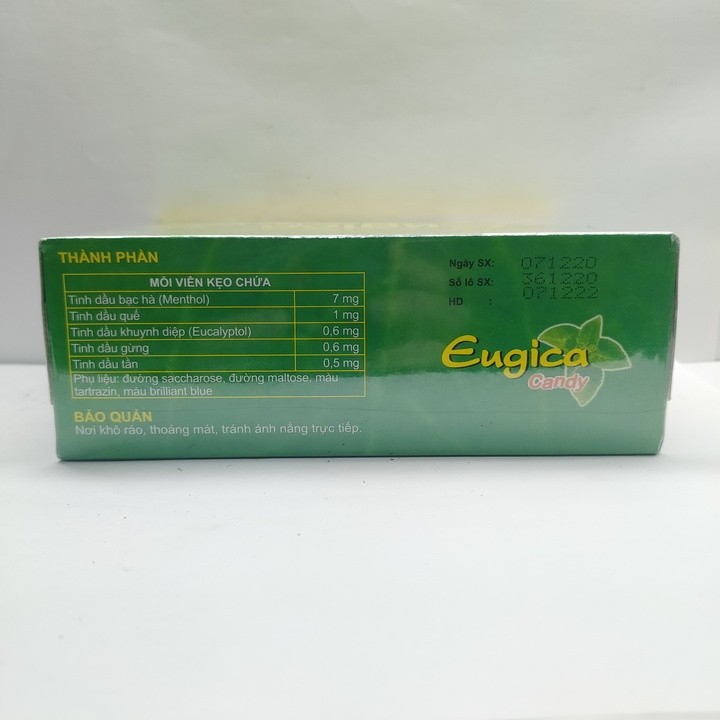 THÀNH PHẦN
MỖI VIÊN KẸO CHỨA
Tinh dầu bạc hà (Menthol) 7 mg
Tinh dầu quế 1 mg
Tinh dầu khuynh diệp (Eucalyptol) 0,6 mg
Tinh dầu gừng 0,6 mg
Tinh dầu tần 0,5 mg
Phụ liệu: đường saccharose, đường maltose, màu
tartrazin, màu brilliant blue
BẢO QUẢN
Nơi khô ráo, thoáng mát, tránh ánh nắng trực tiếp.
Ngày SX: 071220
Số lô SX: 361220
HD : 071222
Eugica
Candy